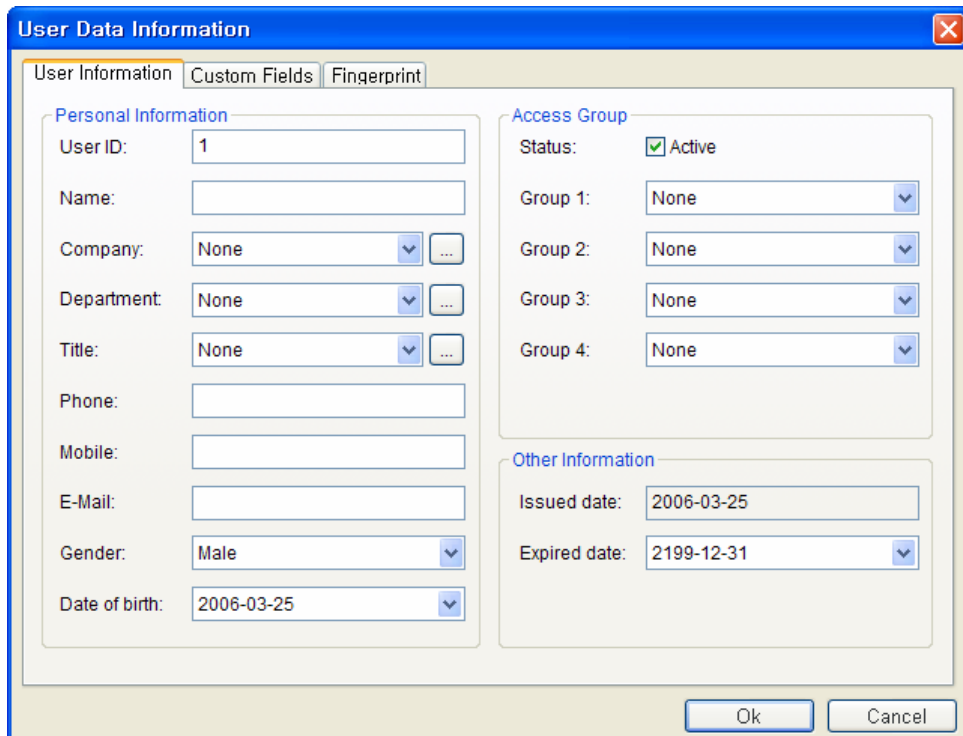 User Data Information
User Information Custom Fields Fingerprint
Personal Information
User ID: 1
Name:
Company: None ...
Department: None ...
Title: None ...
Phone:
Mobile:
E-Mail:
Gender: Male
Date of birth: 2006-03-25
Access Group
Status: Active
Group 1: None
Group 2: None
Group 3: None
Group 4: None
Other Information
Issued date: 2006-03-25
Expired date: 2199-12-31
Ok Cancel